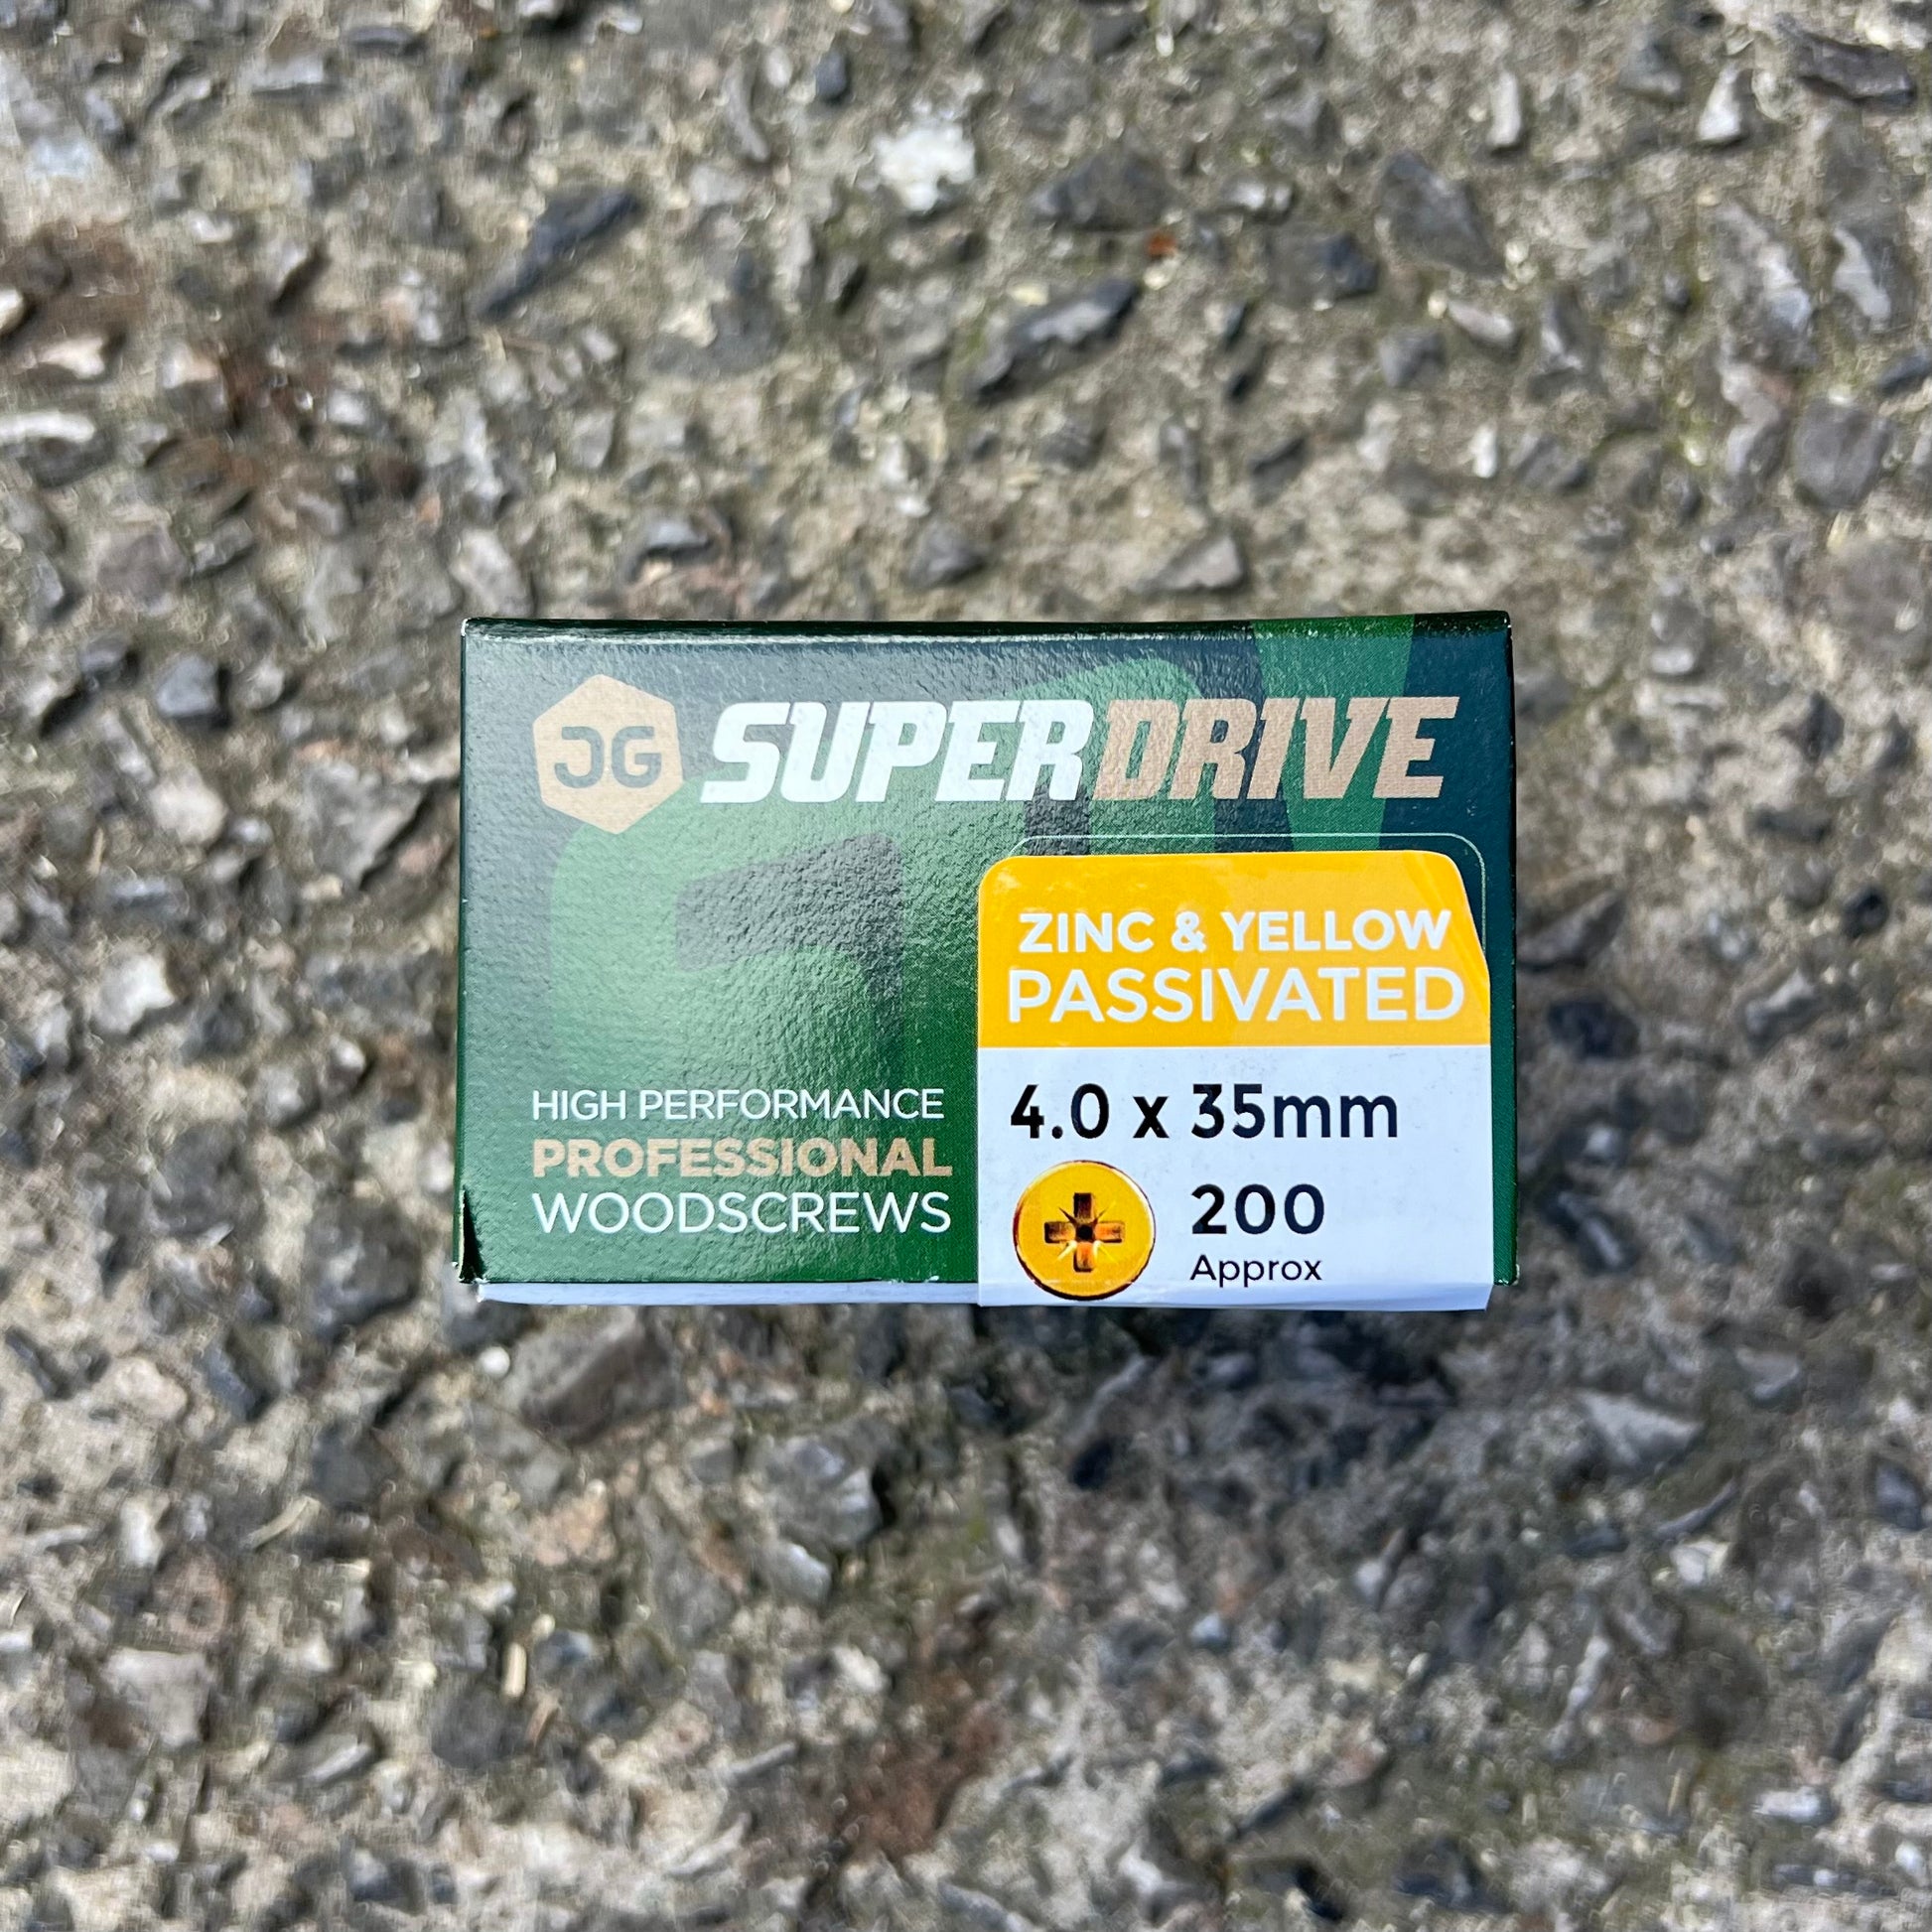 JG SUPERDRIVE
ZINC & YELLOW
PASSIVATED
HIGH PERFORMANCE
PROFESSIONAL
WOODSCREWS
4.0 x 35mm
200
Approx